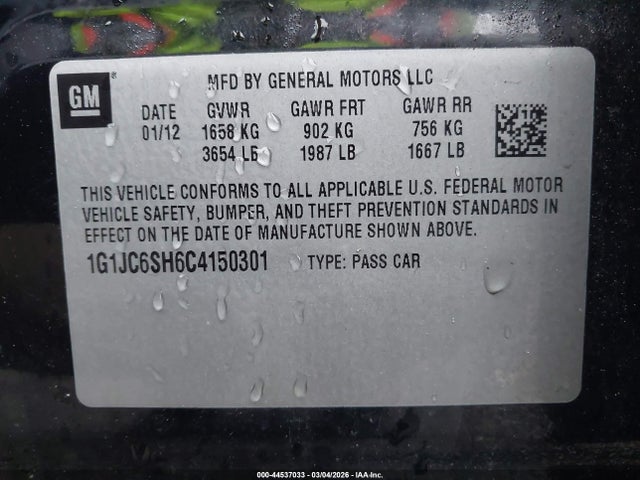 GM®
MFD BY GENERAL MOTORS LLC
DATE GVWR GAWR FRT GAWR RR
01/12 1658 KG 902 KG 756 KG
3654 LB 1987 LB 1667 LB
THIS VEHICLE CONFORMS TO ALL APPLICABLE U.S. FEDERAL MOTOR
VEHICLE SAFETY, BUMPER, AND THEFT PREVENTION STANDARDS IN
EFFECT ON THE DATE OF MANUFACTURE SHOWN ABOVE.
1G1JC6SH6C4150301 TYPE: PASS CAR
000-44537033 - 03/04/2026 - IAA-Inc.